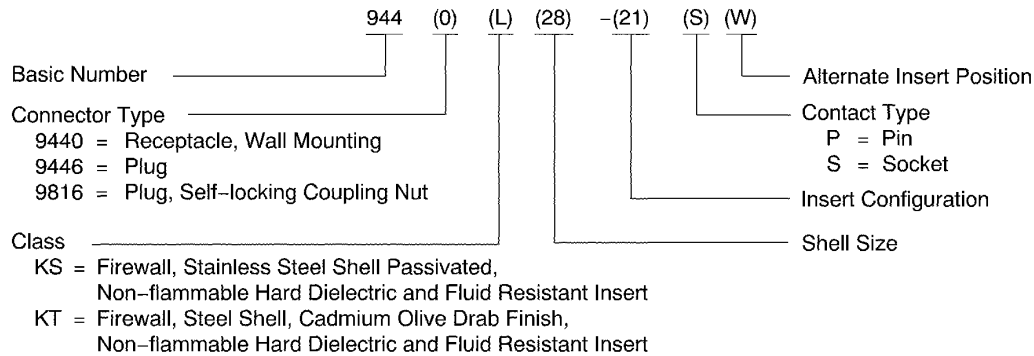 944 (0) (L) (28) -(21) (S) (W)
Basic Number
Alternate Insert Position
Connector Type
9440 = Receptacle, Wall Mounting
9446 = Plug
9816 = Plug, Self-locking Coupling Nut
Contact Type
P = Pin
S = Socket
Insert Configuration
Class
Shell Size
KS = Firewall, Stainless Steel Shell Passivated,
Non-flammable Hard Dielectric and Fluid Resistant Insert
KT = Firewall, Steel Shell, Cadmium Olive Drab Finish,
Non-flammable Hard Dielectric and Fluid Resistant Insert